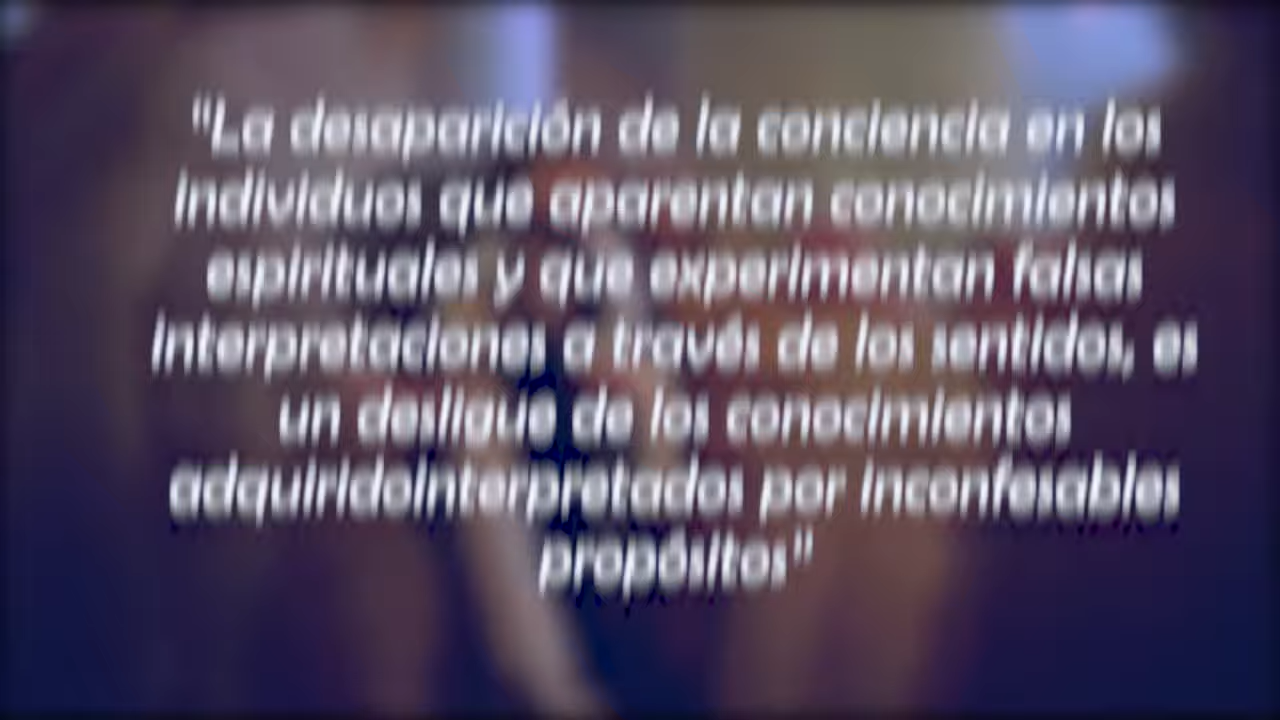 "La desaparición de la conciencia en los
individuos que aparentan conocimientos
espirituales y que experimentan falsas
interpretaciones a través de los sentidos, es
un desligue de los conocimientos
adquiridointerpretados por inconfesables
propósitos"